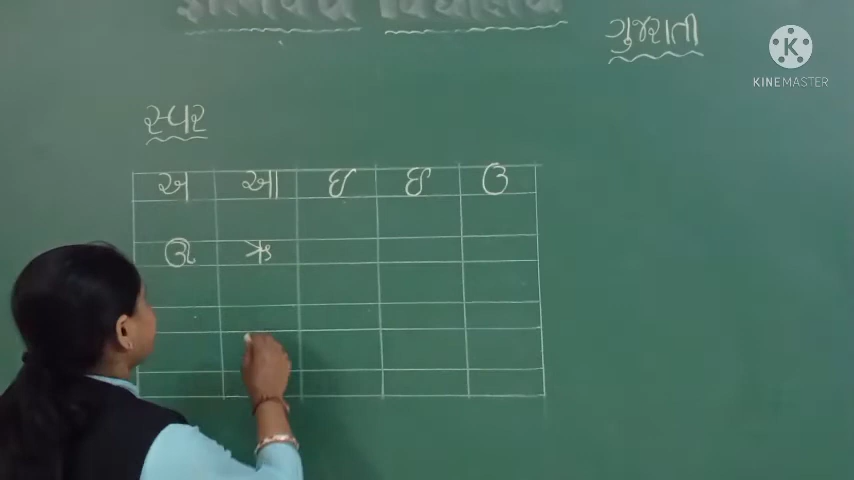 ગુજરાતી
KINEMASTER
સ્વર
અ આ ઇ ઈ ઉ
ઊ ઋ